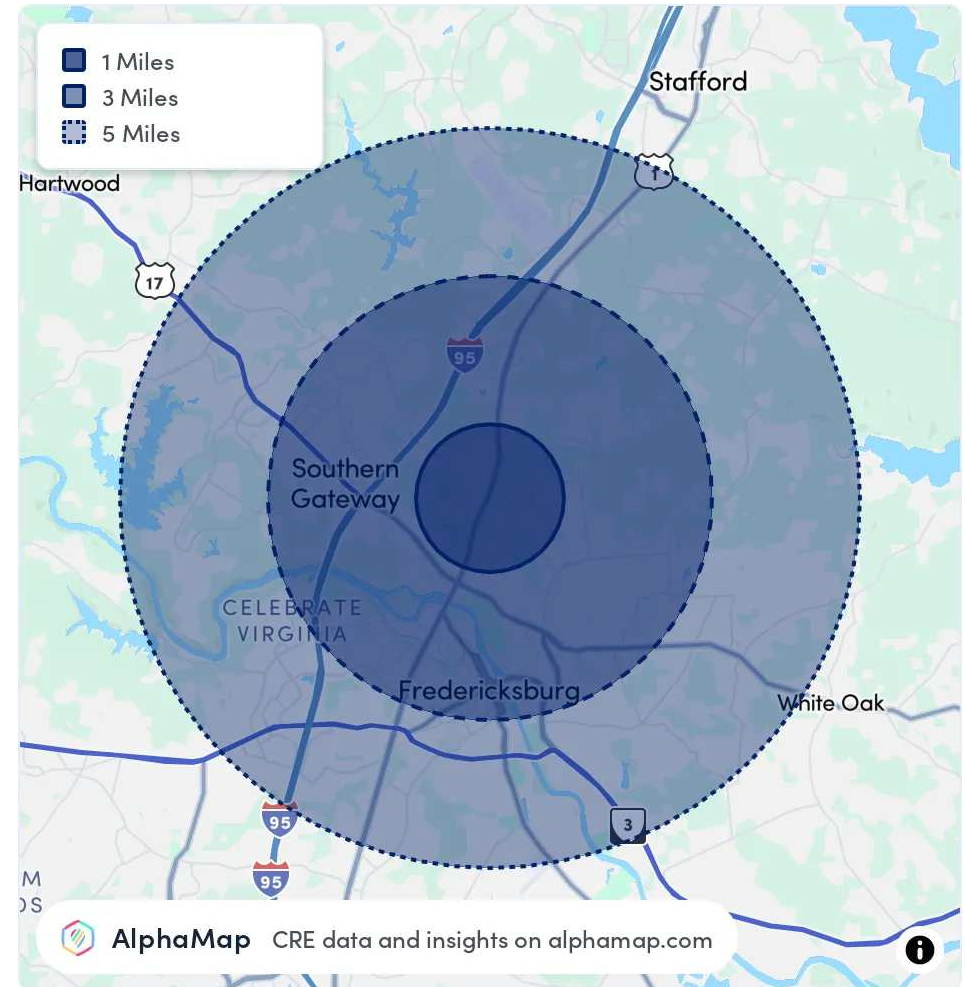 1 Miles
3 Miles
5 Miles
Stafford
1
Hartwood
17
95
Southern
Gateway
CELEBRATE
VIRGINIA
Fredericksburg
White Oak
95
3
95
M
DS
AlphaMap CRE data and insights on alphamap.com
i